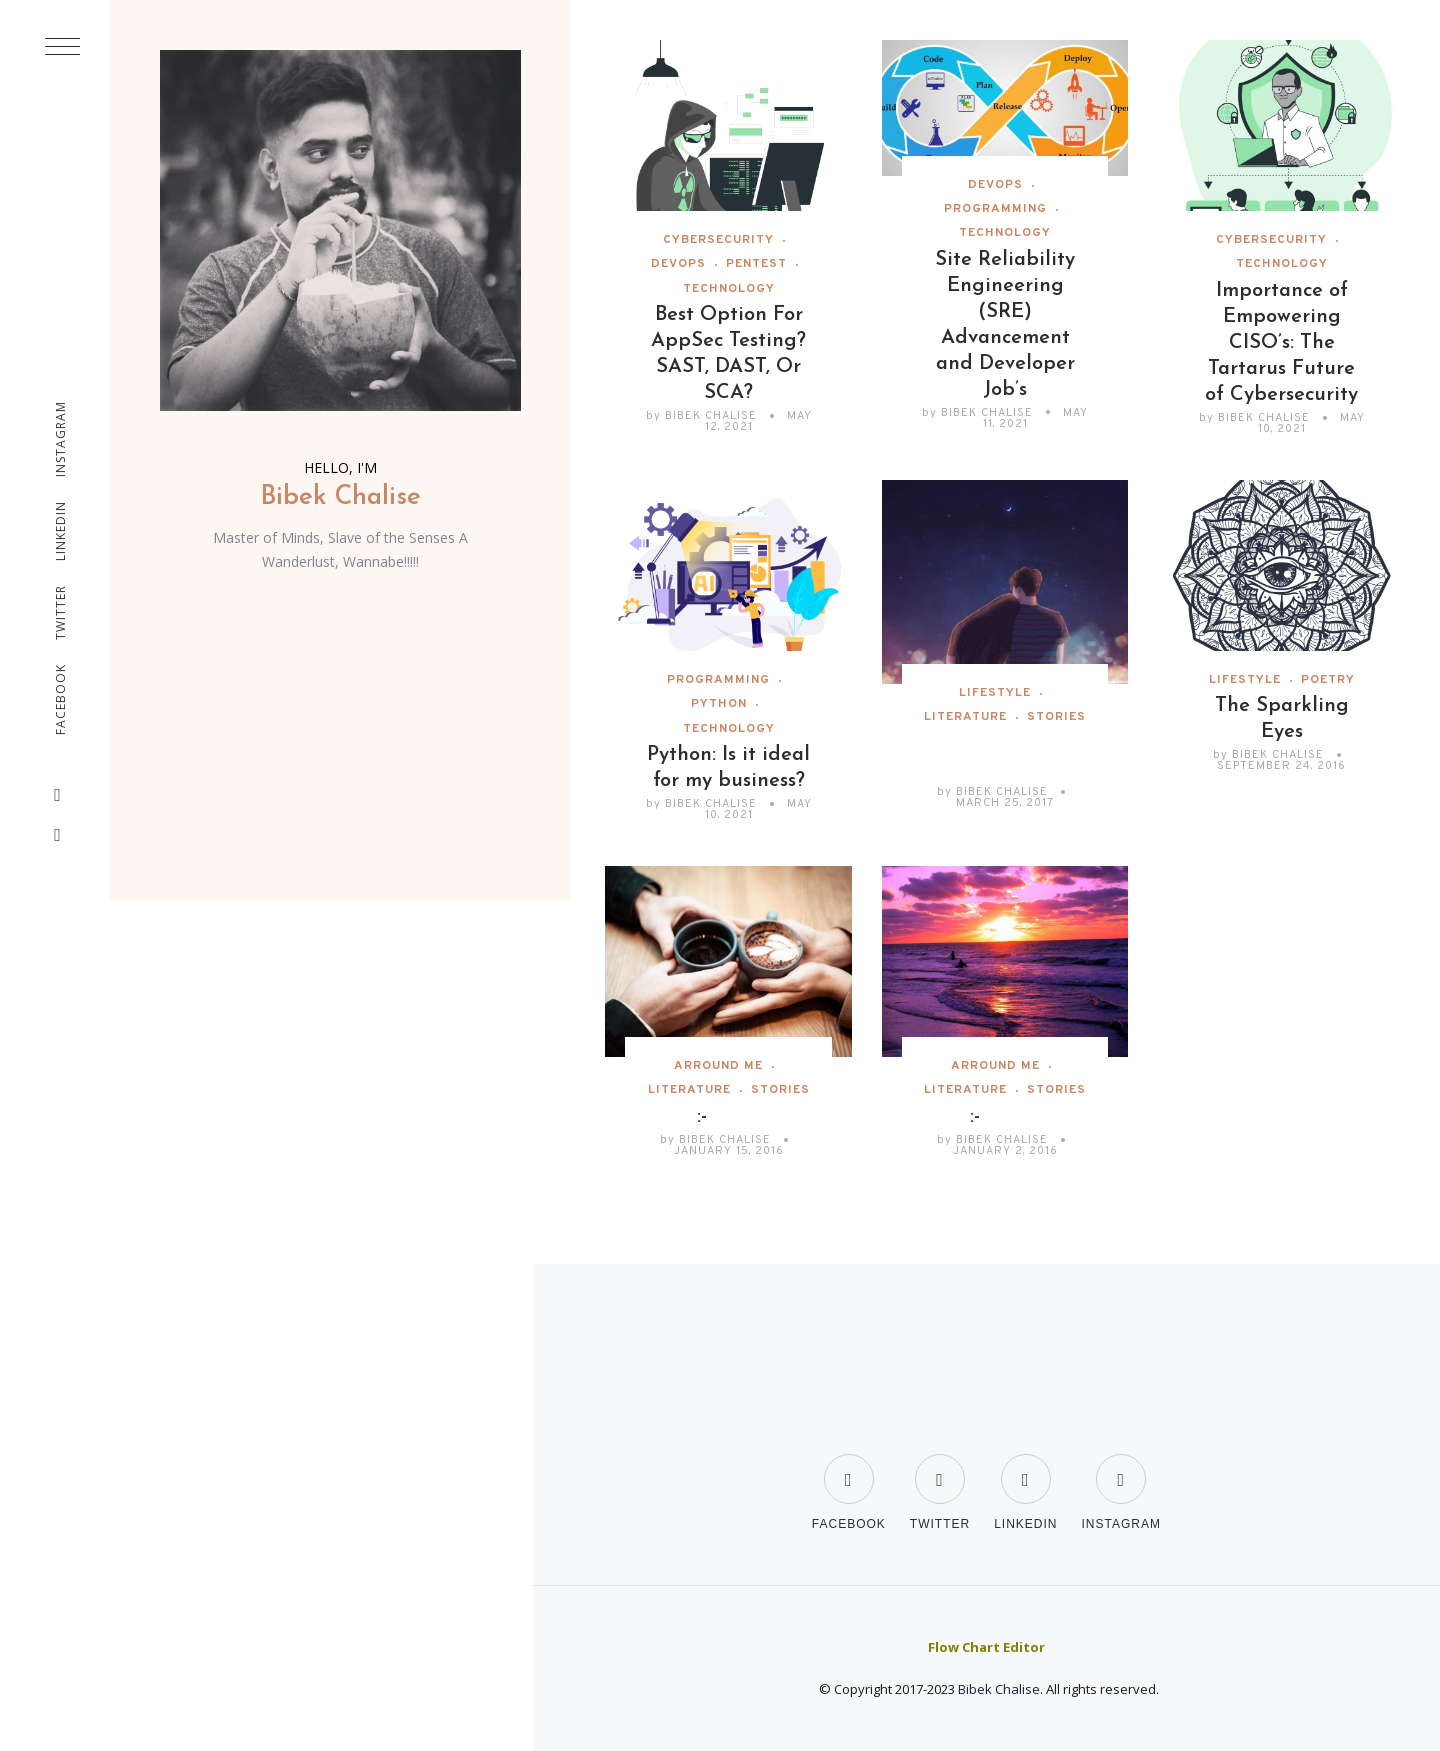 INSTAGRAM
LINKEDIN
TWITTER
FACEBOOK
HELLO, I'M
Bibek Chalise
Master of Minds, Slave of the Senses A
Wanderlust, Wannabe!!!!!
CYBERSECURITY
DEVOPS PENTEST
TECHNOLOGY
Best Option For
AppSec Testing?
SAST, DAST, Or
SCA?
by BIBEK CHALISE MAY
12, 2021
Code
Deploy
Plan
Release
DEVOPS
PROGRAMMING
TECHNOLOGY
Site Reliability
Engineering
(SRE)
Advancement
and Developer
Job's
by BIBEK CHALISE MAY
11, 2021
CYBERSECURITY
TECHNOLOGY
Importance of
Empowering
CISO's: The
Tartarus Future
of Cybersecurity
by BIBEK CHALISE MAY
10, 2021
AI
PROGRAMMING
PYTHON
TECHNOLOGY
Python: Is it ideal
for my business?
by BIBEK CHALISE MAY
10, 2021
LIFESTYLE
LITERATURE STORIES
by BIBEK CHALISE
MARCH 25, 2017
LIFESTYLE POETRY
The Sparkling
Eyes
by BIBEK CHALISE
SEPTEMBER 24, 2016
ARROUND ME
LITERATURE STORIES
:-
by BIBEK CHALISE
JANUARY 15, 2016
ARROUND ME
LITERATURE STORIES
:-
by BIBEK CHALISE
JANUARY 2, 2016
FACEBOOK TWITTER LINKEDIN INSTAGRAM
Flow Chart Editor
© Copyright 2017-2023 Bibek Chalise. All rights reserved.